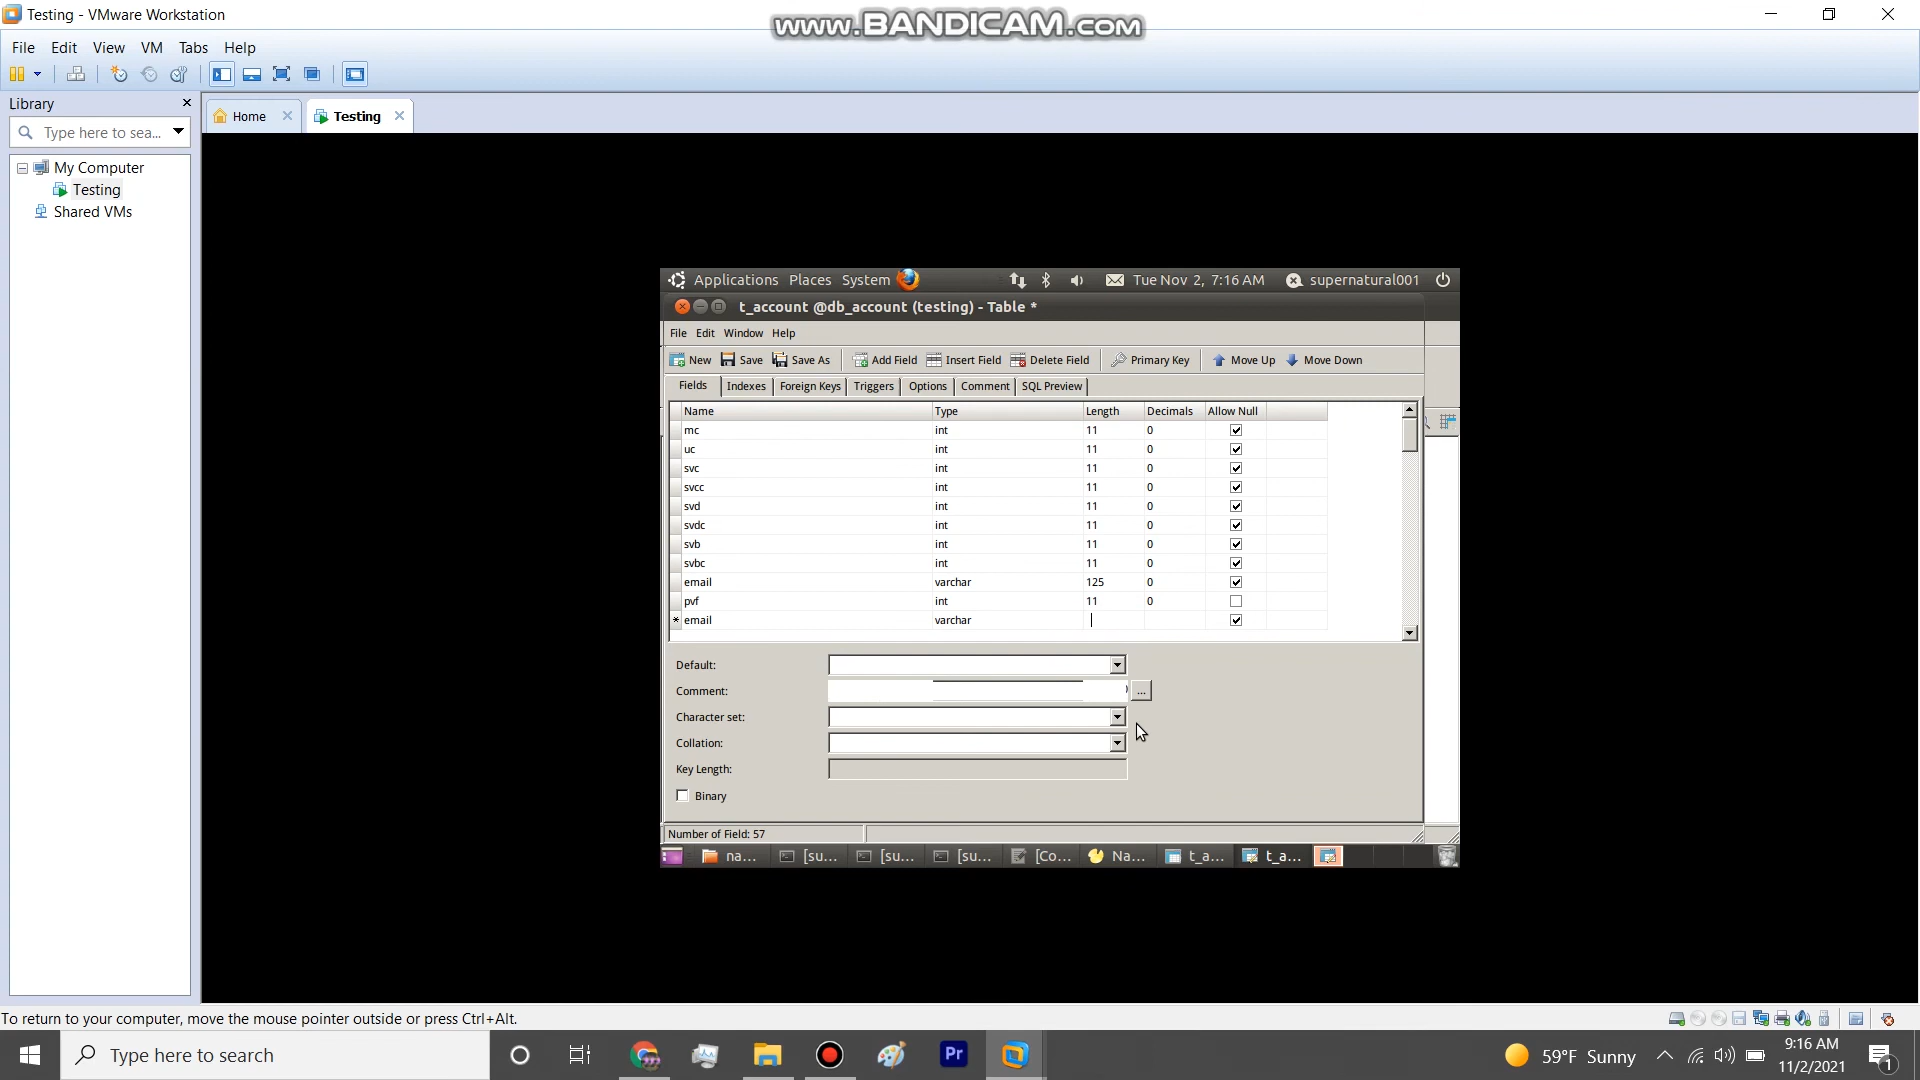 Testing - VMware Workstation
www.BANDICAM.com
File Edit View VM Tabs Help
Library
Home
Testing
Type here to sea...
My Computer
Testing
Shared VMs
Applications Places System
Tue Nov 2, 7:16 AM
supernatural001
t_account @db_account (testing) - Table *
File Edit Window Help
New Save Save As Add Field Insert Field Delete Field Primary Key Move Up Move Down
Fields Indexes Foreign Keys Triggers Options Comment SQL Preview
Name Type Length Decimals Allow Null
mc int 11 0
uc int 11 0
svc int 11 0
svcc int 11 0
svd int 11 0
svdc int 11 0
svb int 11 0
svbc int 11 0
email varchar 125 0
pvf int 11 0
* email varchar
Default:
Comment:
...
Character set:
Collation:
Key Length:
Binary
Number of Field: 57
na... [su... [su... [su... [Co... Na... t_a... t_a...
To return to your computer, move the mouse pointer outside or press Ctrl+Alt.
Type here to search
Pr
59°F Sunny
9:16 AM
11/2/2021
1